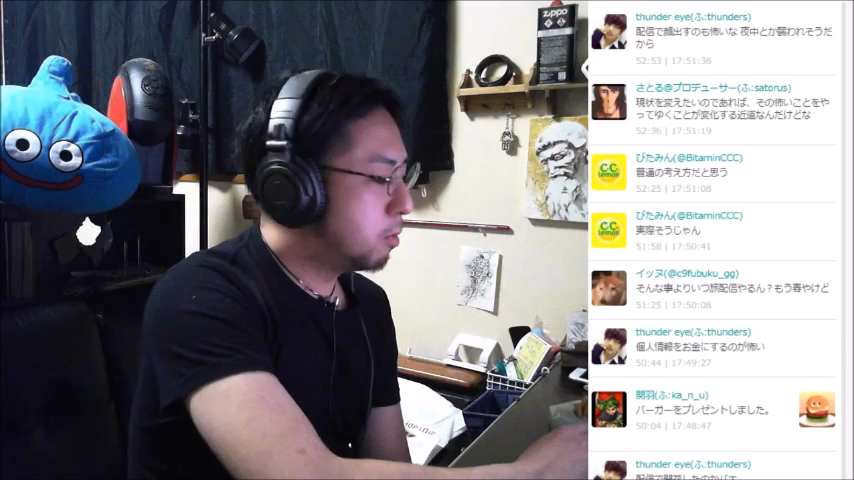 zippo
thunder eye(ふ:thunders)
配信で顔出すのも怖いな 夜中とか襲われそうだ
から
52:53 | 17:51:36
さとる@プロデューサー(ふ:satorus)
現状を変えたいのであれば、その怖いことをや
ってゆくことが変化する近道なんだけどな
52:36 | 17:51:19
びたみん(@BitaminCCC)
普通の考え方だと思う
52:25 | 17:51:08
びたみん(@BitaminCCC)
実際そうじゃん
51:58 | 17:50:41
イッヌ(@c9fubuku_gg)
そんな事よりいつ旅配信やるん？もう春やけど
51:25 | 17:50:08
thunder eye(ふ:thunders)
個人情報をお金にするのが怖い
50:44 | 17:49:27
関羽(ふ:ka_n_u)
バーガーをプレゼントしました。
50:04 | 17:48:47
thunder eye(ふ:thunders)
CC
lemon
CC
lemon